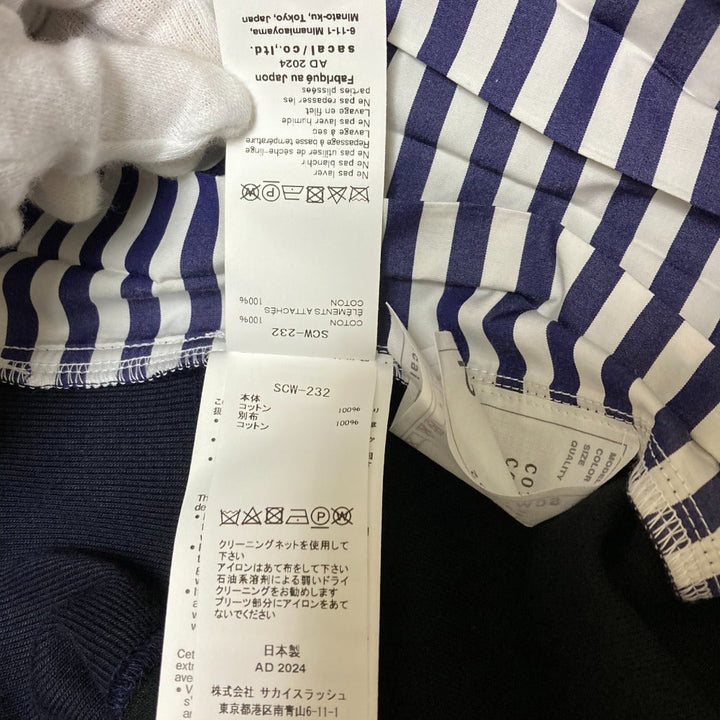 SCW-232
本体
コットン 100%
別布
コットン 100%
クリーニングネットを使用して
下さい
アイロンはあて布をして下さい
石油系溶剤による弱いドライ
クリーニングをお勧めします
プリーツ部分にアイロンをあて
ないでください
日本製
AD 2024
株式会社 サカイスラッシュ
東京都港区南青山6-11-1
SCW-232
COTON 100%
ÉLÉMENTS ATTACHÉS
COTON 100%
Ne pas laver
Ne pas blanchir
Ne pas utiliser de sèche-linge
Repassage à basse température
Lavage à sec
Ne pas laver humide
Lavage en filet
Ne pas repasser les
parties plissées
Fabriqué au Japon
AD 2024
sacai/co,ltd.
6-11-1 Minamiaoyama,
Minato-ku, Tokyo, Japan
MODEL
COLOR
SIZE
QUALITY